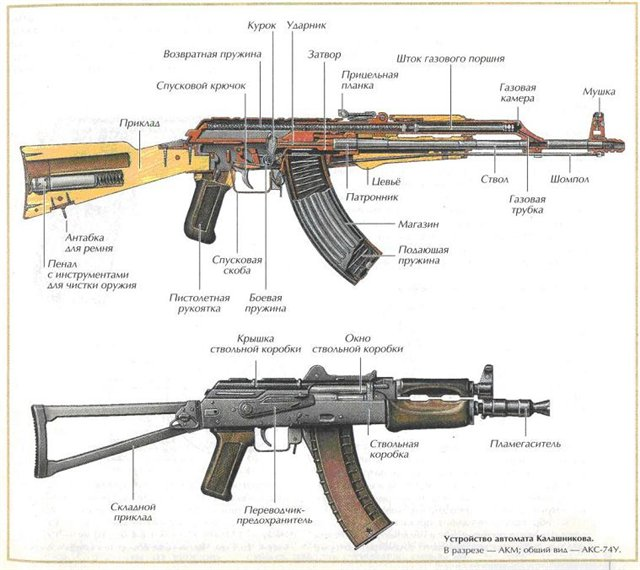 Курок
Ударник
Возвратная пружина
Затвор
Шток газового поршня
Спусковой крючок
Прицельная
планка
Газовая
камера
Мушка
Приклад
Цевьё
Ствол
Шомпол
Патронник
Газовая
трубка
Магазин
Антабка
для ремня
Подающая
пружина
Спусковая
скоба
Пенал
с инструментами
для чистки оружия
Пистолетная
рукоятка
Боевая
пружина
Крышка
ствольной коробки
Окно
ствольной коробки
Ствольная
коробка
Пламегаситель
Складной
приклад
Переводчик-
предохранитель
Устройство автомата Калашникова.
В разрезе — АКМ; общий вид — АКС-74У.